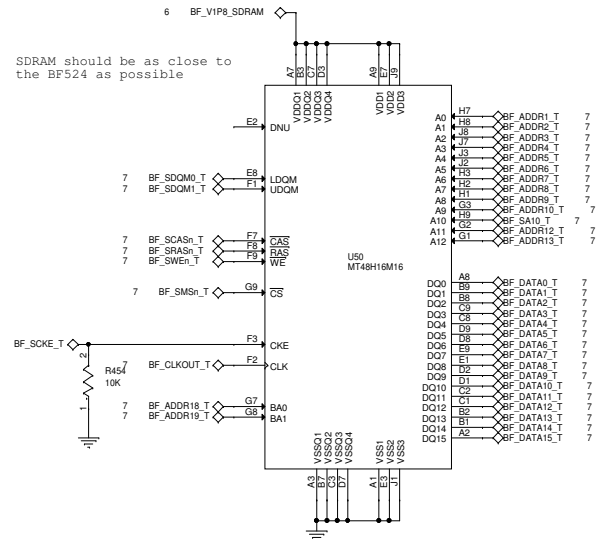 6 BF_V1P8_SDRAM
SDRAM should be as close to
the BF524 as possible
A7 B3 C7 D3 A9 E7 J9
VDDQ1 VDDQ2 VDDQ3 VDDQ4 VDD1 VDD2 VDD3
E2 DNU
7 BF_SDQM0_T E8 LDQM
7 BF_SDQM1_T F1 UDQM
7 BF_SCASn_T F7 CAS
7 BF_SRASn_T F8 RAS
7 BF_SWEn_T F9 WE
7 BF_SMSn_T G9 CS
BF_SCKE_T F3 CKE
2
R454
10K
1
7 BF_CLKOUT_T F2 CLK
7 BF_ADDR18_T G7 BA0
7 BF_ADDR19_T G8 BA1
U50
MT48H16M16
A0 H7 BF_ADDR1_T 7
A1 H8 BF_ADDR2_T 7
A2 J8 BF_ADDR3_T 7
A3 J7 BF_ADDR4_T 7
A4 J3 BF_ADDR5_T 7
A5 J2 BF_ADDR6_T 7
A6 H3 BF_ADDR7_T 7
A7 H2 BF_ADDR8_T 7
A8 H1 BF_ADDR9_T 7
A9 G3 BF_ADDR10_T 7
A10 H9 BF_SA10_T 7
A11 G2 BF_ADDR12_T 7
A12 G1 BF_ADDR13_T 7
DQ0 A8 BF_DATA0_T 7
DQ1 B9 BF_DATA1_T 7
DQ2 B8 BF_DATA2_T 7
DQ3 C9 BF_DATA3_T 7
DQ4 C8 BF_DATA4_T 7
DQ5 D9 BF_DATA5_T 7
DQ6 D8 BF_DATA6_T 7
DQ7 E9 BF_DATA7_T 7
DQ8 E1 BF_DATA8_T 7
DQ9 D2 BF_DATA9_T 7
DQ10 D1 BF_DATA10_T 7
DQ11 C2 BF_DATA11_T 7
DQ12 C1 BF_DATA12_T 7
DQ13 B2 BF_DATA13_T 7
DQ14 B1 BF_DATA14_T 7
DQ15 A2 BF_DATA15_T 7
VSSQ1 VSSQ2 VSSQ3 VSSQ4 VSS1 VSS2 VSS3
A3 B7 C3 D7 A1 E3 J1